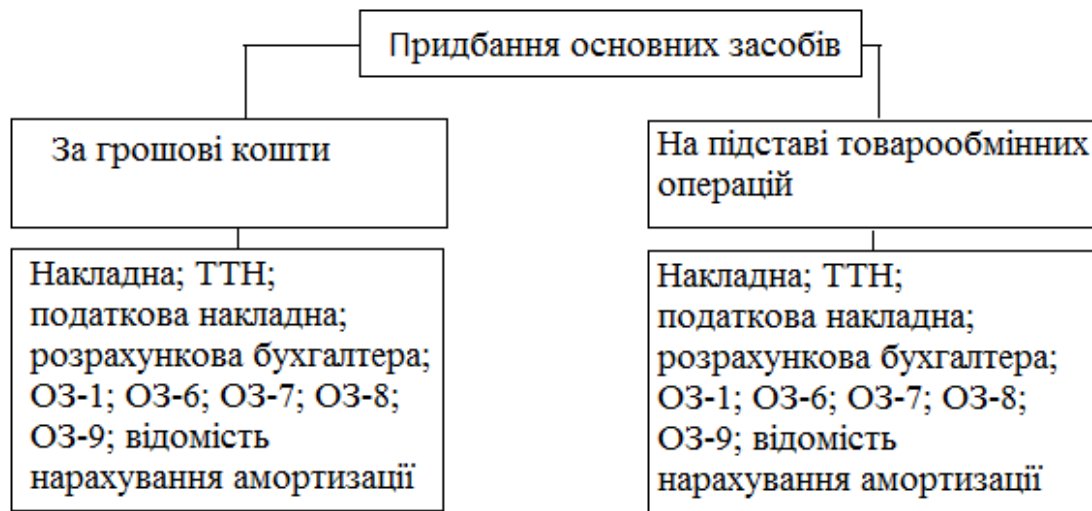 Придбання основних засобів
За грошові кошти
На підставі товарообмінних
операцій
Накладна; ТТН;
податкова накладна;
розрахункова бухгалтера;
ОЗ-1; ОЗ-6; ОЗ-7; ОЗ-8;
ОЗ-9; відомість
нарахування амортизації
Накладна; ТТН;
податкова накладна;
розрахункова бухгалтера;
ОЗ-1; ОЗ-6; ОЗ-7; ОЗ-8;
ОЗ-9; відомість
нарахування амортизації